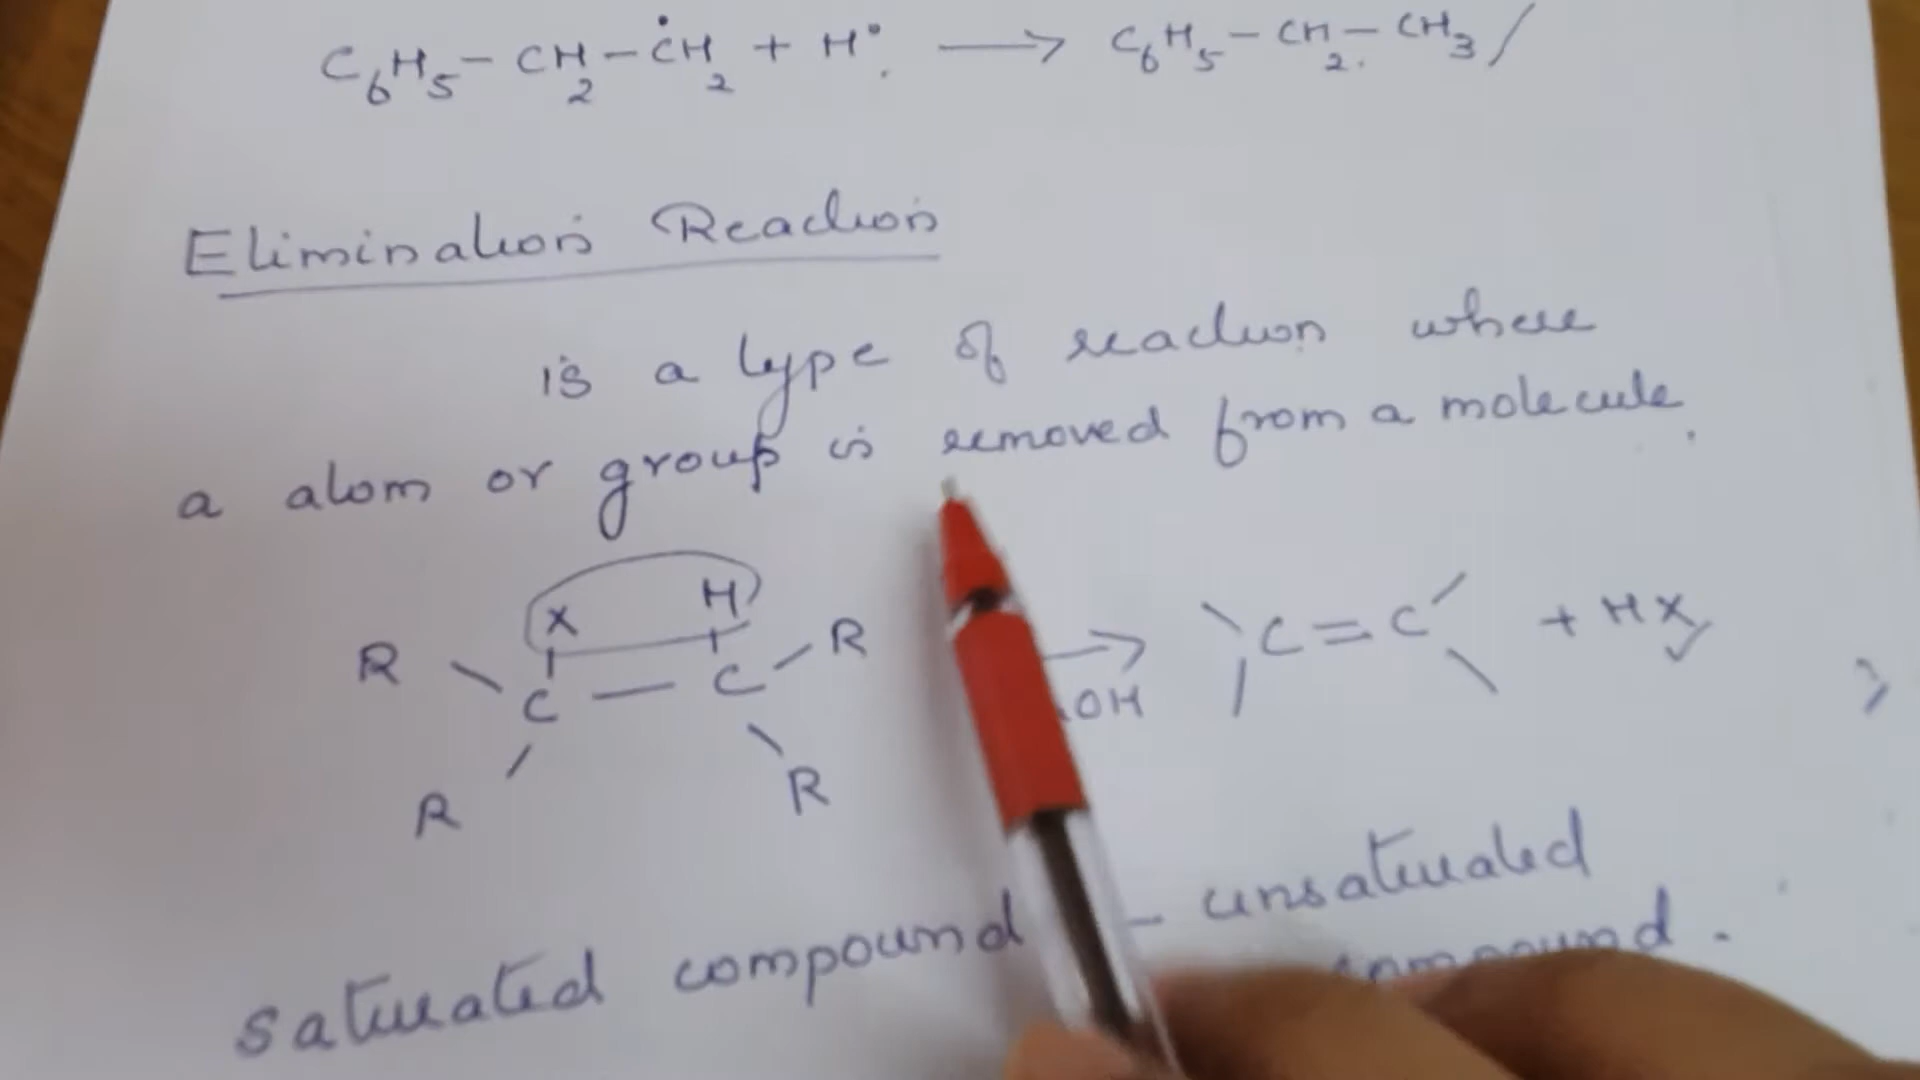 C6H5 – CH2 – ĊH2 + H• → C6H5 – CH2 – CH3
Elimination Reaction
is a type of reaction where
a atom or group is removed from a molecule.
X H
R R
C — C → C = C + HX
OH
R R
saturated compound – unsaturated
compound.